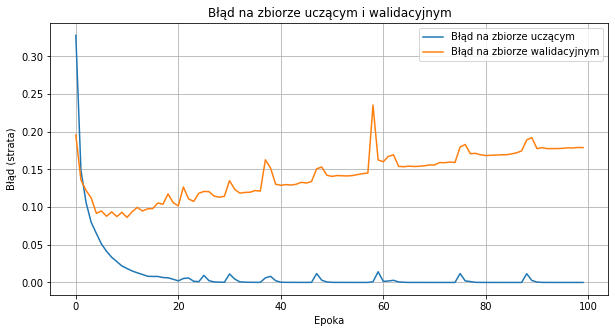 Błąd na zbiorze uczącym i walidacyjnym
Błąd na zbiorze uczącym
Błąd na zbiorze walidacyjnym
Błąd (strata)
0.30
0.25
0.20
0.15
0.10
0.05
0.00
0 20 40 60 80 100
Epoka